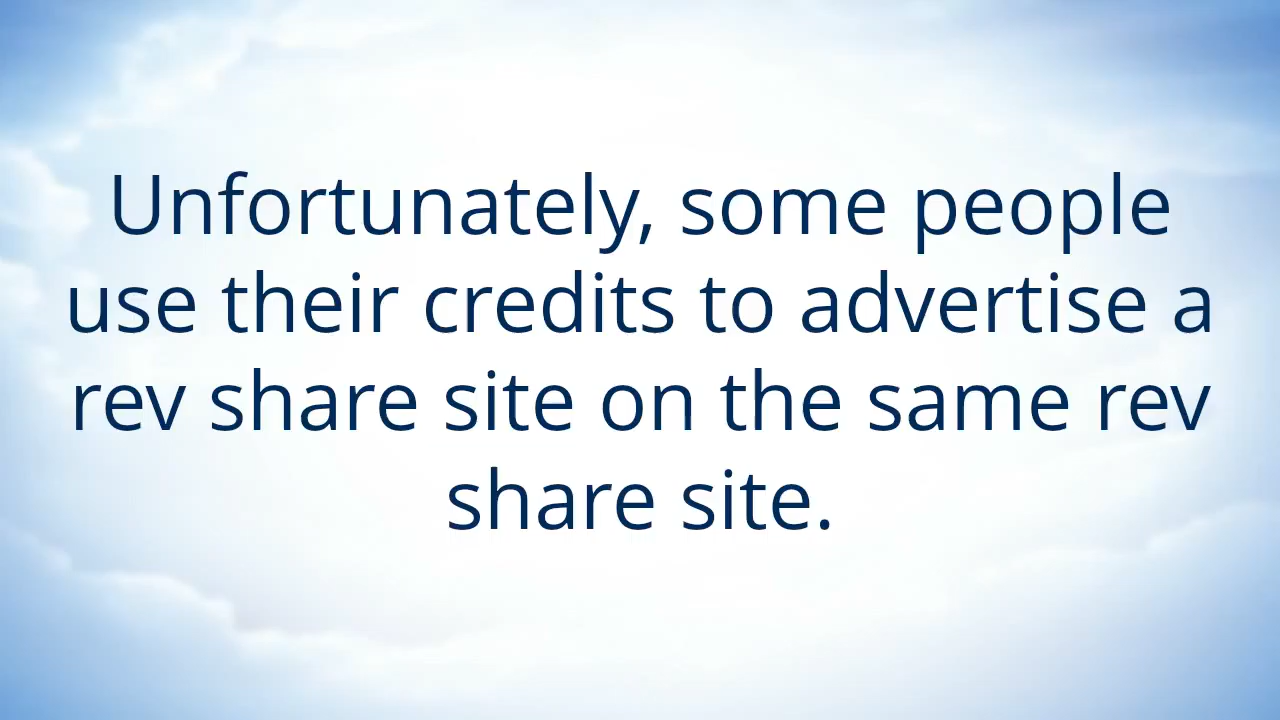 Unfortunately, some people
use their credits to advertise a
rev share site on the same rev
share site.